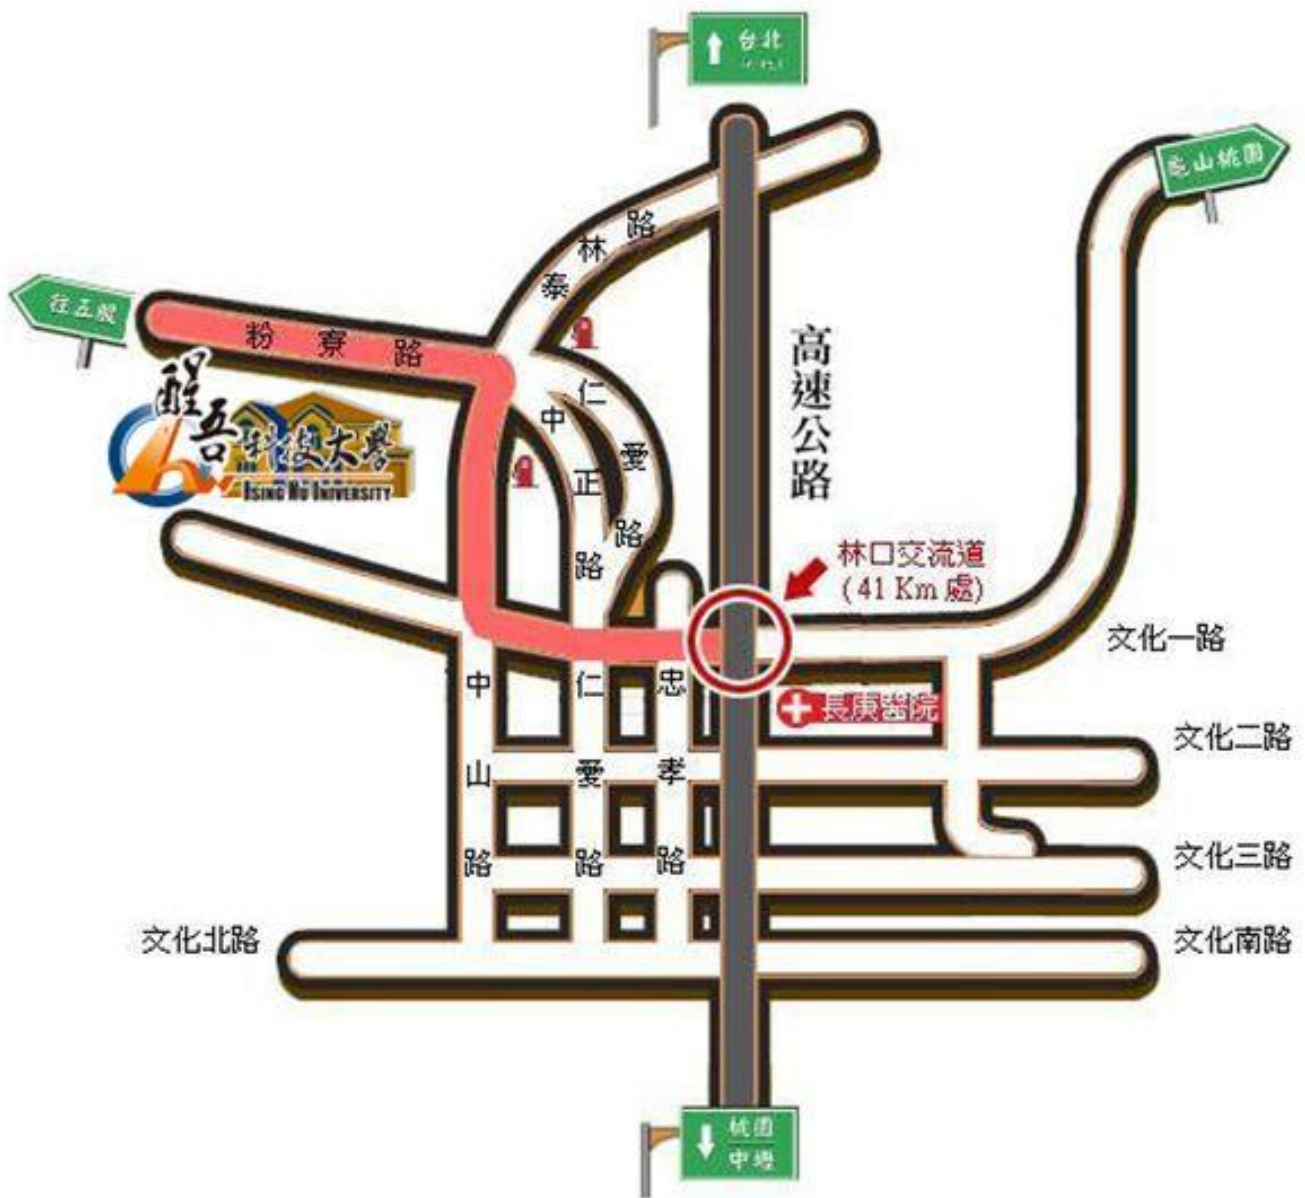 台北
龜山桃園
泰林路
往五股
粉寮路
醒吾科技大學
HSING WU UNIVERSITY
仁愛路
中正路
高速公路
林口交流道
(41 Km 處)
文化一路
長庚醫院
中山路
仁愛路
忠孝路
文化二路
文化三路
文化北路
文化南路
桃園
中壢